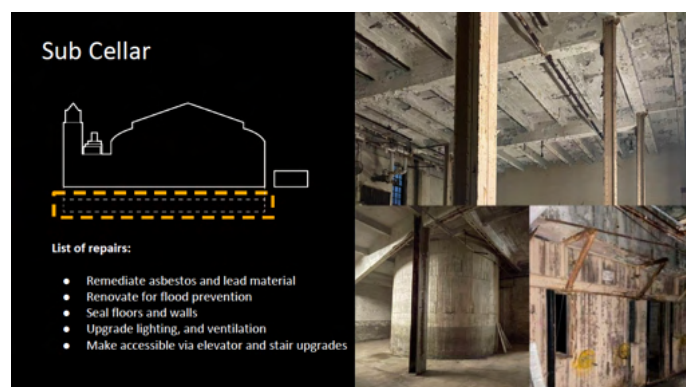 Sub Cellar
List of repairs:
● Remediate asbestos and lead material
● Renovate for flood prevention
● Seal floors and walls
● Upgrade lighting, and ventilation
● Make accessible via elevator and stair upgrades